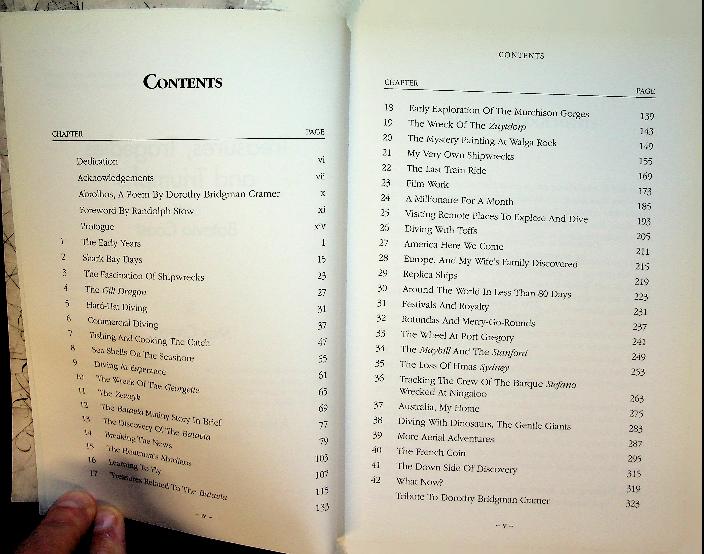 CONTENTS
CHAPTER PAGE
Dedication vi
Acknowledgements vii
Abrolhos, A Poem By Dorothy Bridgman Cramer x
Foreword By Randolph Stow xi
Prologue xiv
1 The Early Years 1
2 Shark Bay Days 15
3 The Fascination Of Shipwrecks 23
4 The Gilt Dragon 27
5 Hard-Hat Diving 31
6 Commercial Diving 37
7 Fishing And Cooking The Catch 47
8 Sea Shells On The Seashore 55
9 Diving At Esperance 61
10 The Wreck Of The Georgette 65
11 The Zeewyk 69
12 The Batavia Mutiny Story In Brief 77
13 The Discovery Of The Batavia 79
14 Breaking The News 103
15 The Houtman's Abrolhos 107
16 Learning To Fly 115
17 Treasures Related To The Batavia 133
– iv –
CONTENTS
CHAPTER PAGE
18 Early Exploration Of The Murchison Gorges 139
19 The Wreck Of The Zuytdorp 143
20 The Mystery Painting At Walga Rock 149
21 My Very Own Shipwrecks 155
22 The Last Train Ride 169
23 Film Work 173
24 A Millionaire For A Month 185
25 Visiting Remote Places To Explore And Dive 193
26 Diving With Toffs 205
27 America Here We Come 211
28 Europe, And My Wife's Family Discovered 215
29 Replica Ships 219
30 Around The World In Less Than 80 Days 223
31 Festivals And Royalty 231
32 Rotundas And Merry-Go-Rounds 237
33 The Wheel At Port Gregory 241
34 The Mayhill And The Stanford 249
35 The Loss Of Hmas Sydney 253
36 Tracking The Crew Of The Barque Stefano
Wrecked At Ningaloo 263
37 Australia, My Home 275
38 Diving With Dinosaurs, The Gentle Giants 283
39 More Aerial Adventures 287
40 The French Coin 295
41 The Down Side Of Discovery 315
42 What Now? 319
Tribute To Dorothy Bridgman Cramer 323
– v –